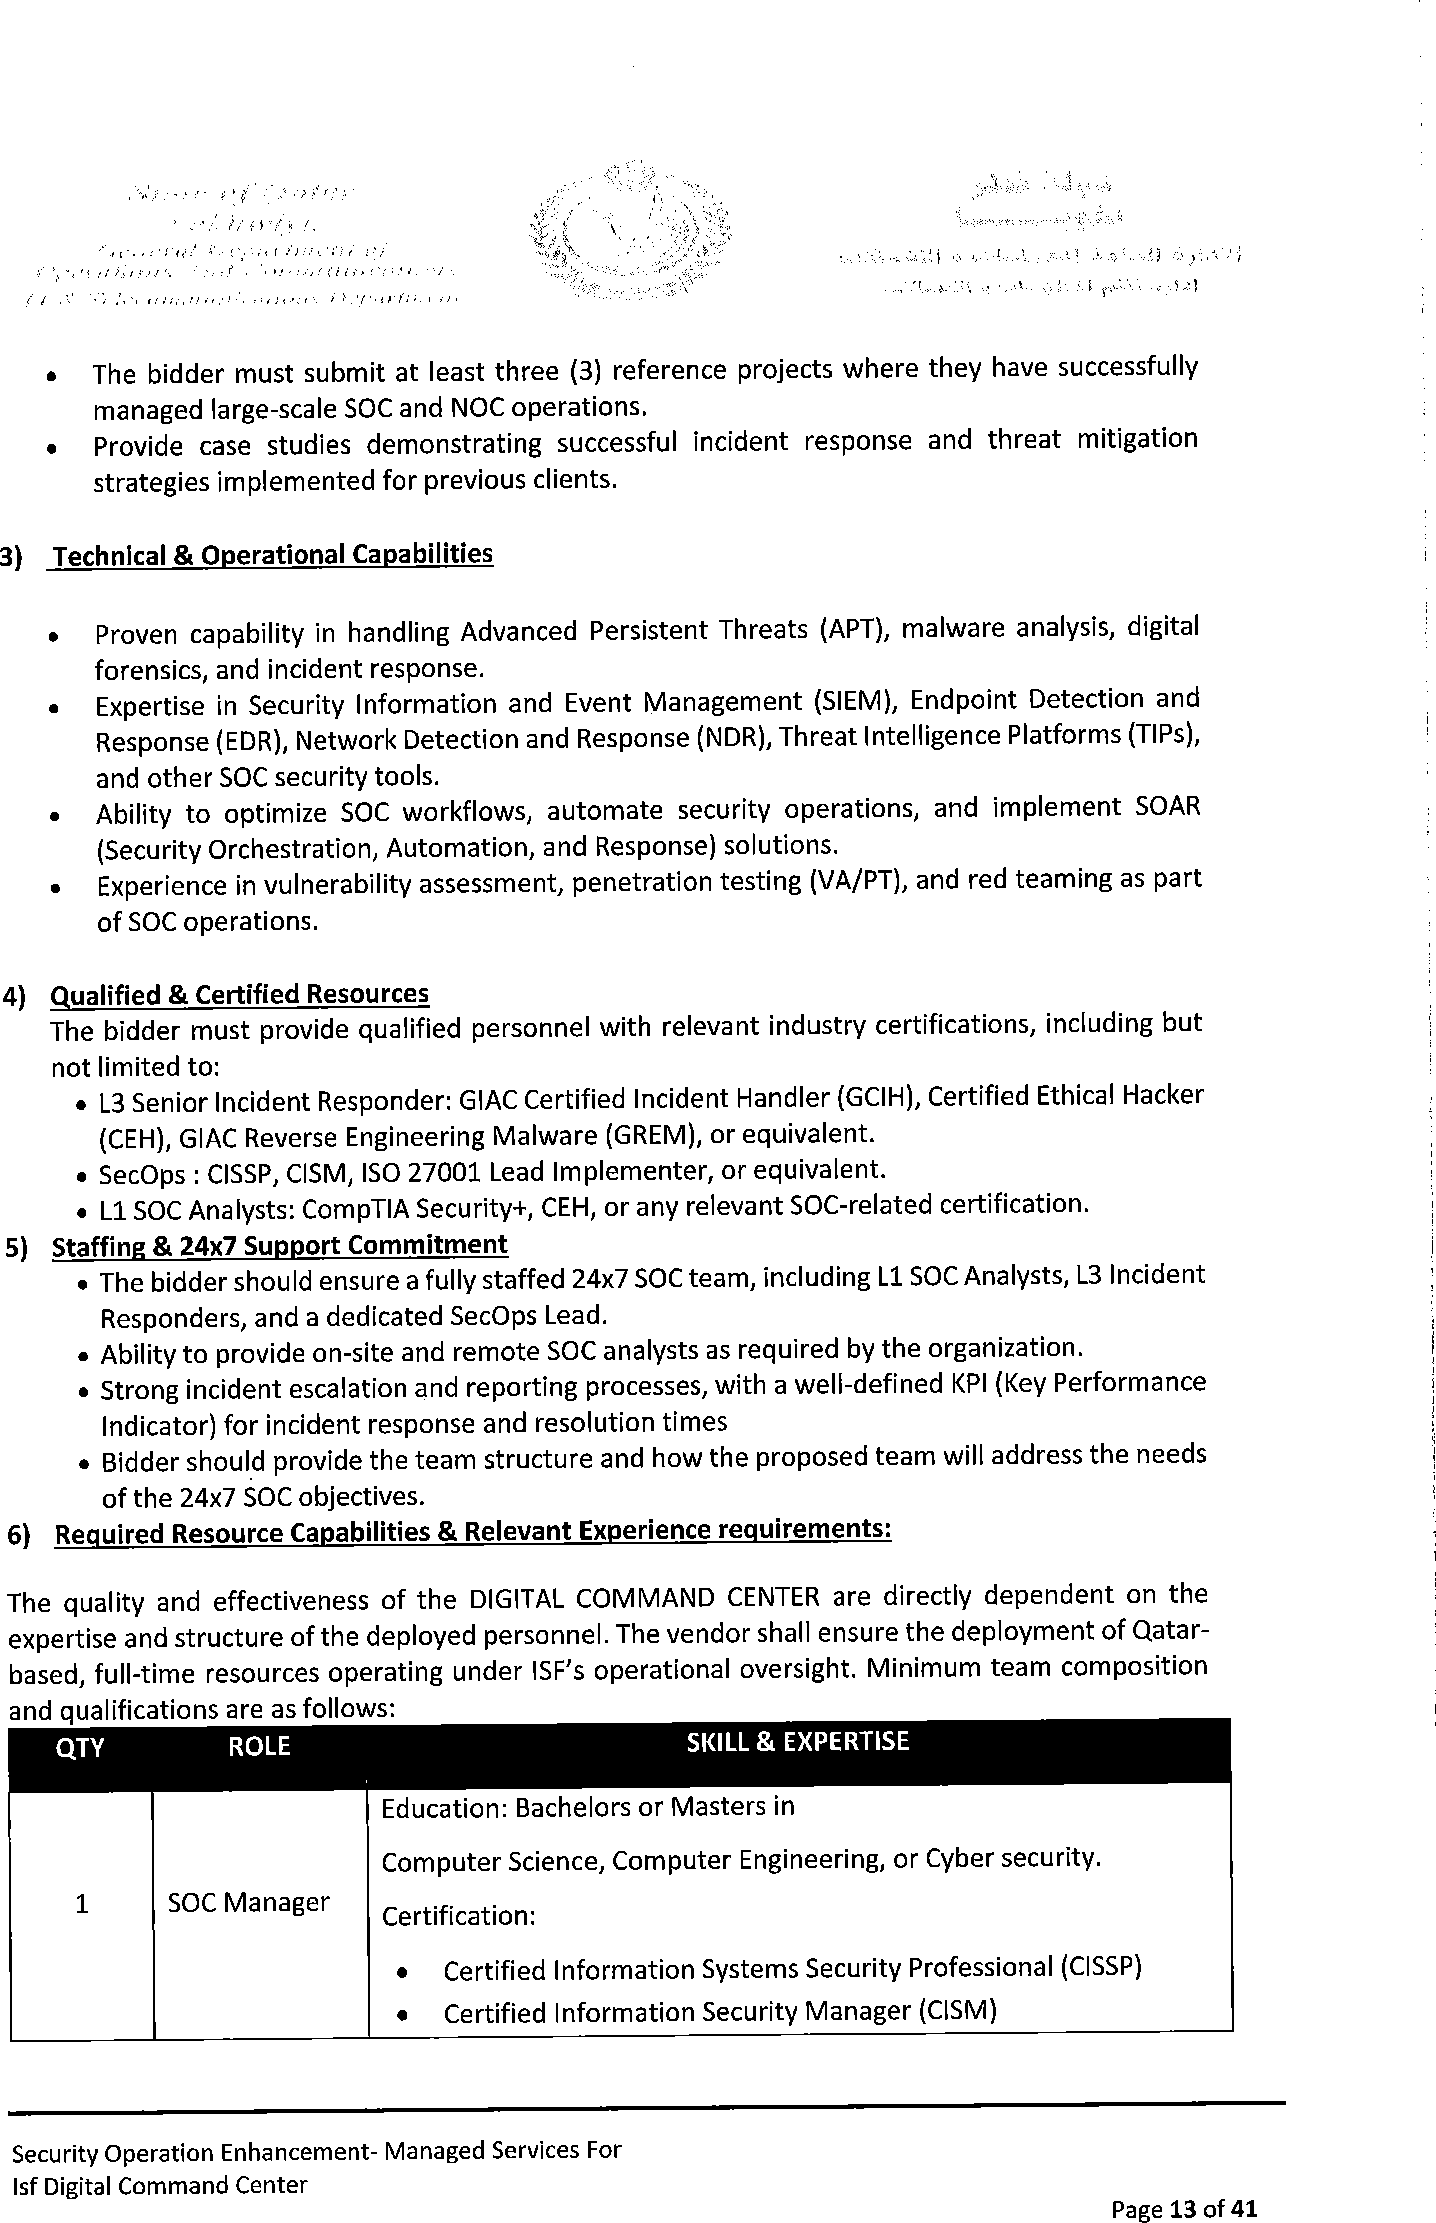 State of Qatar
General Department of
Telecommunications Department
• The bidder must submit at least three (3) reference projects where they have successfully
managed large-scale SOC and NOC operations.
• Provide case studies demonstrating successful incident response and threat mitigation
strategies implemented for previous clients.
3) Technical & Operational Capabilities
• Proven capability in handling Advanced Persistent Threats (APT), malware analysis, digital
forensics, and incident response.
• Expertise in Security Information and Event Management (SIEM), Endpoint Detection and
Response (EDR), Network Detection and Response (NDR), Threat Intelligence Platforms (TIPs),
and other SOC security tools.
• Ability to optimize SOC workflows, automate security operations, and implement SOAR
(Security Orchestration, Automation, and Response) solutions.
• Experience in vulnerability assessment, penetration testing (VA/PT), and red teaming as part
of SOC operations.
4) Qualified & Certified Resources
The bidder must provide qualified personnel with relevant industry certifications, including but
not limited to:
• L3 Senior Incident Responder: GIAC Certified Incident Handler (GCIH), Certified Ethical Hacker
(CEH), GIAC Reverse Engineering Malware (GREM), or equivalent.
• SecOps : CISSP, CISM, ISO 27001 Lead Implementer, or equivalent.
• L1 SOC Analysts: CompTIA Security+, CEH, or any relevant SOC-related certification.
5) Staffing & 24x7 Support Commitment
• The bidder should ensure a fully staffed 24x7 SOC team, including L1 SOC Analysts, L3 Incident
Responders, and a dedicated SecOps Lead.
• Ability to provide on-site and remote SOC analysts as required by the organization.
• Strong incident escalation and reporting processes, with a well-defined KPI (Key Performance
Indicator) for incident response and resolution times
• Bidder should provide the team structure and how the proposed team will address the needs
of the 24x7 SOC objectives.
6) Required Resource Capabilities & Relevant Experience requirements:
The quality and effectiveness of the DIGITAL COMMAND CENTER are directly dependent on the
expertise and structure of the deployed personnel. The vendor shall ensure the deployment of Qatar-
based, full-time resources operating under ISF's operational oversight. Minimum team composition
and qualifications are as follows:
QTY ROLE SKILL & EXPERTISE
Education: Bachelors or Masters in
Computer Science, Computer Engineering, or Cyber security.
1 SOC Manager
Certification:
• Certified Information Systems Security Professional (CISSP)
• Certified Information Security Manager (CISM)
Security Operation Enhancement- Managed Services For
Isf Digital Command Center
Page 13 of 41